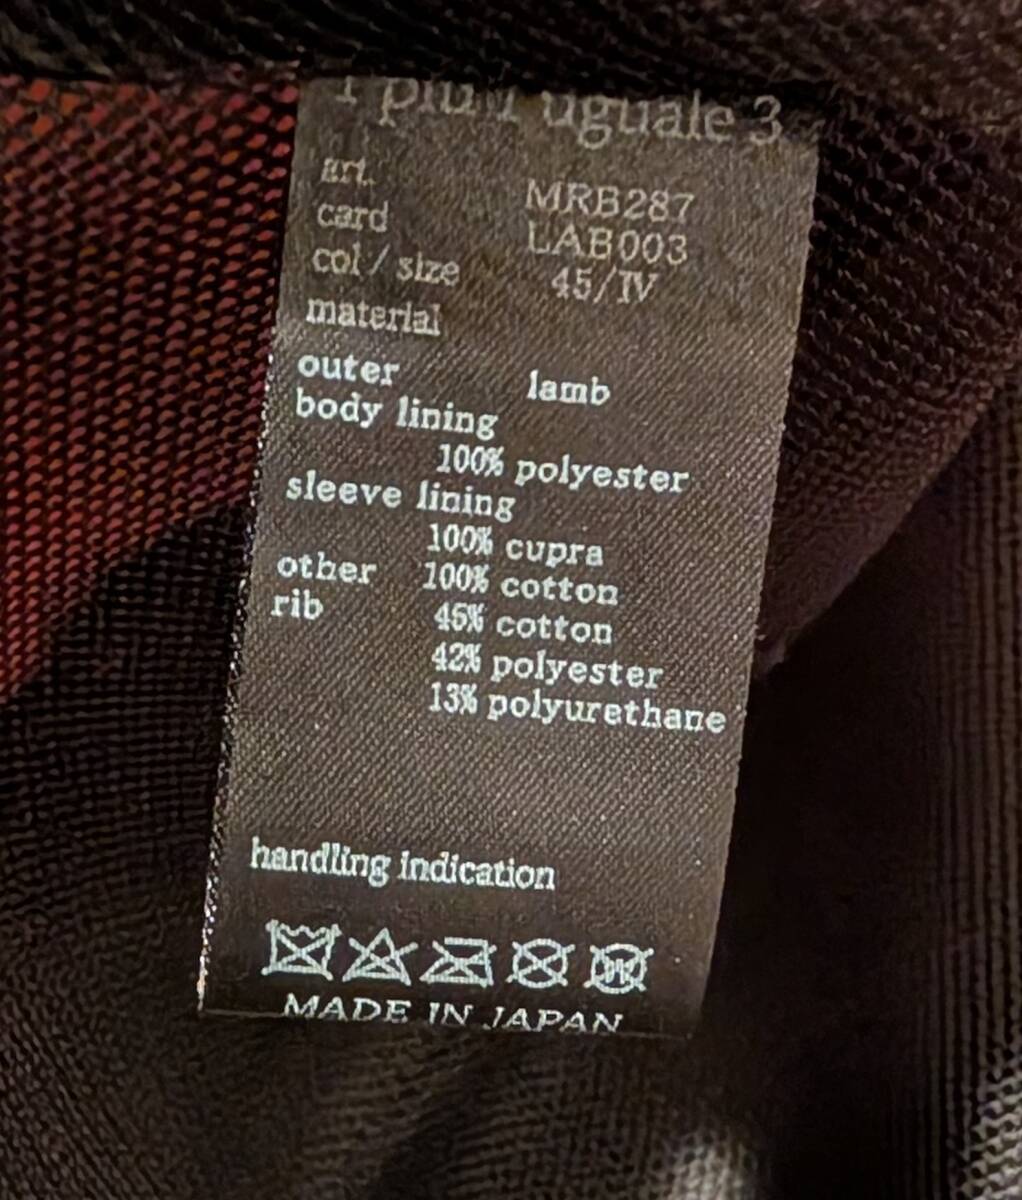 1 piu 1 uguale 3
art. MRB287
card LAB003
col / size 45/IV
material
outer lamb
body lining
100% polyester
sleeve lining
100% cupra
other 100% cotton
rib 45% cotton
42% polyester
13% polyurethane
handling indication
MADE IN JAPAN